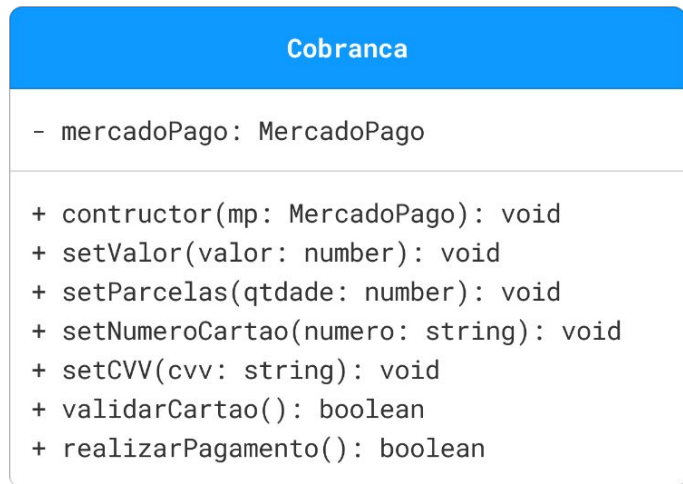 Cobranca
- mercadoPago: MercadoPago
+ contructor(mp: MercadoPago): void
+ setValor(valor: number): void
+ setParcelas(qtdade: number): void
+ setNumeroCartao(numero: string): void
+ setCVV(cvv: string): void
+ validarCartao(): boolean
+ realizarPagamento(): boolean